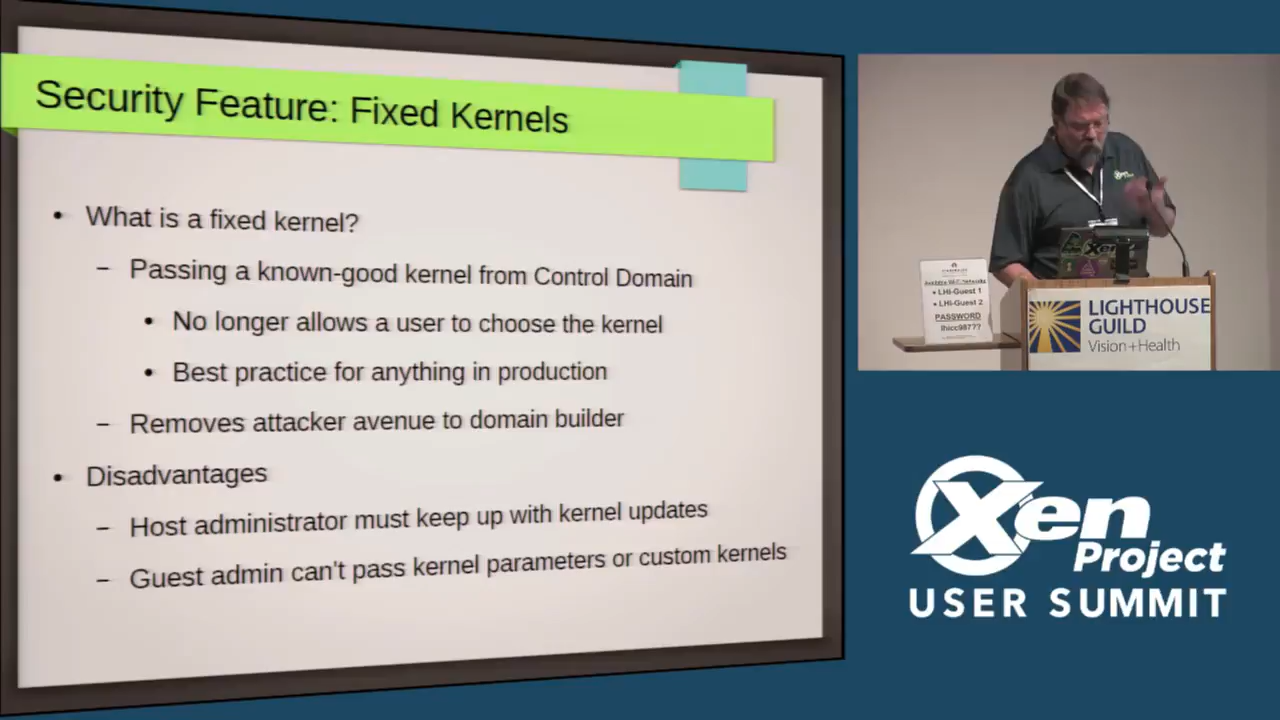 Security Feature: Fixed Kernels
• What is a fixed kernel?
– Passing a known-good kernel from Control Domain
• No longer allows a user to choose the kernel
• Best practice for anything in production
– Removes attacker avenue to domain builder
• Disadvantages
– Host administrator must keep up with kernel updates
– Guest admin can't pass kernel parameters or custom kernels
Xen
Xen
• LHI-Guest 1
• LHI-Guest 2
PASSWORD
LIGHTHOUSE
GUILD
Vision+Health
Xen
Project
USER SUMMIT